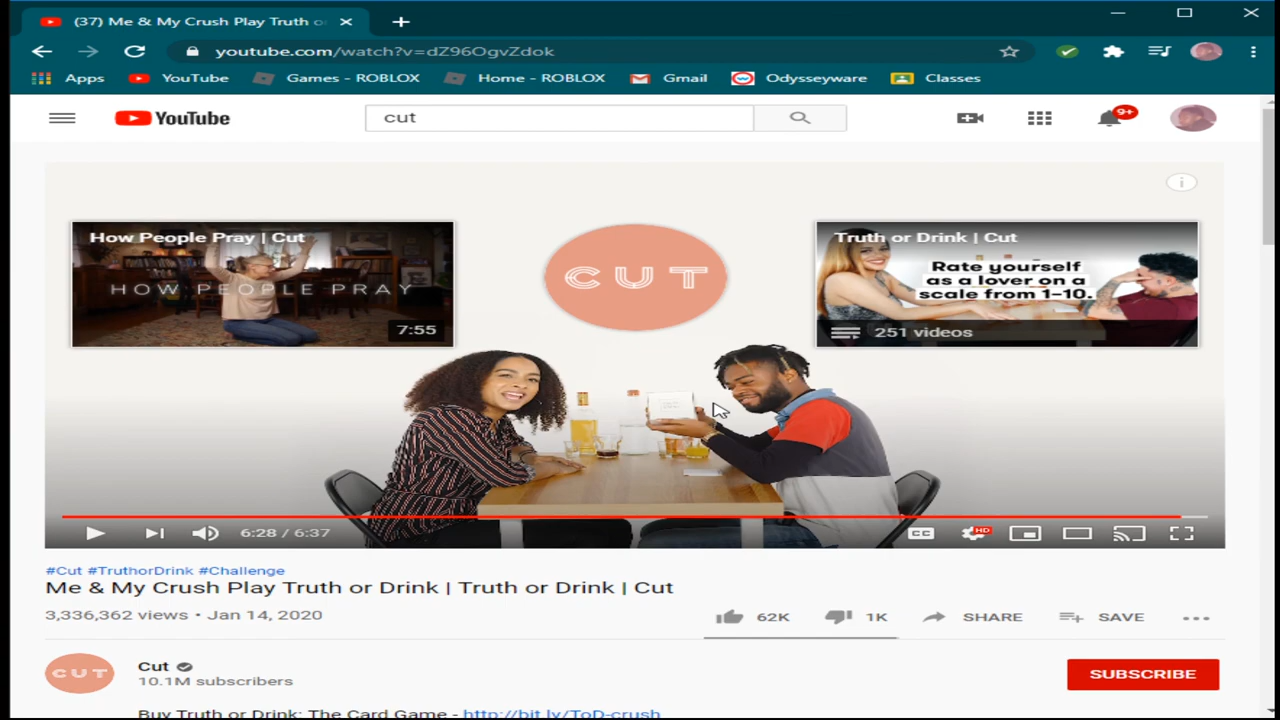 (37) Me & My Crush Play Truth o
youtube.com/watch?v=dZ96OgvZdok
Apps YouTube Games - ROBLOX Home - ROBLOX Gmail Odysseyware Classes
YouTube
cut
9+
How People Pray | Cut
HOW PEOPLE PRAY
7:55
CUT
Truth or Drink | Cut
Rate yourself
as a lover on a
scale from 1-10.
251 videos
6:28 / 6:37
CC
HD
#Cut #TruthorDrink #Challenge
Me & My Crush Play Truth or Drink | Truth or Drink | Cut
3,336,362 views • Jan 14, 2020
62K 1K SHARE SAVE
CUT
Cut
10.1M subscribers
SUBSCRIBE
Buy Truth or Drink: The Card Game - http://bit.ly/ToD-crush